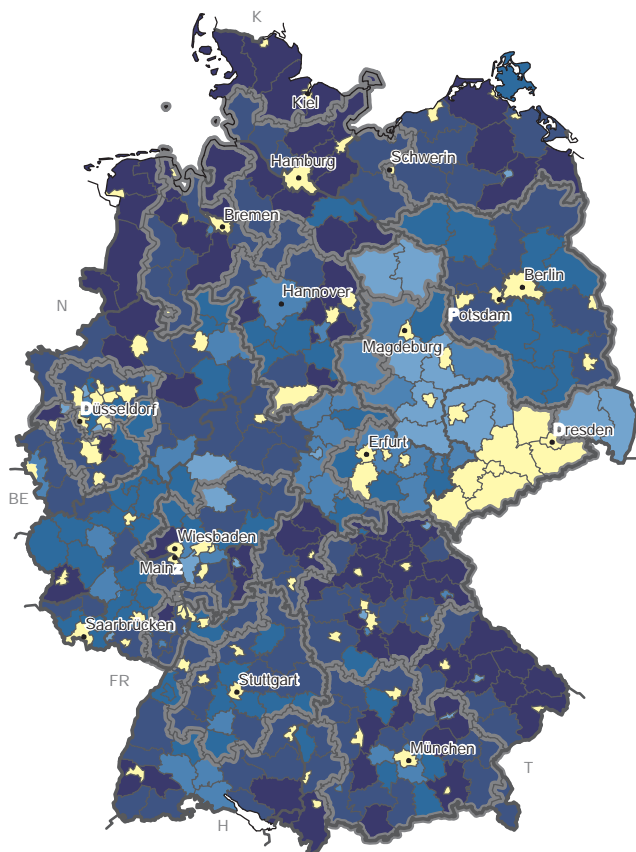 K
Kiel
Hamburg
Schwerin
Bremen
Berlin
Hannover
N
Potsdam
Magdeburg
Düsseldorf
Dresden
Erfurt
BE
Wiesbaden
Mainz
Saarbrücken
FR
Stuttgart
München
T
H